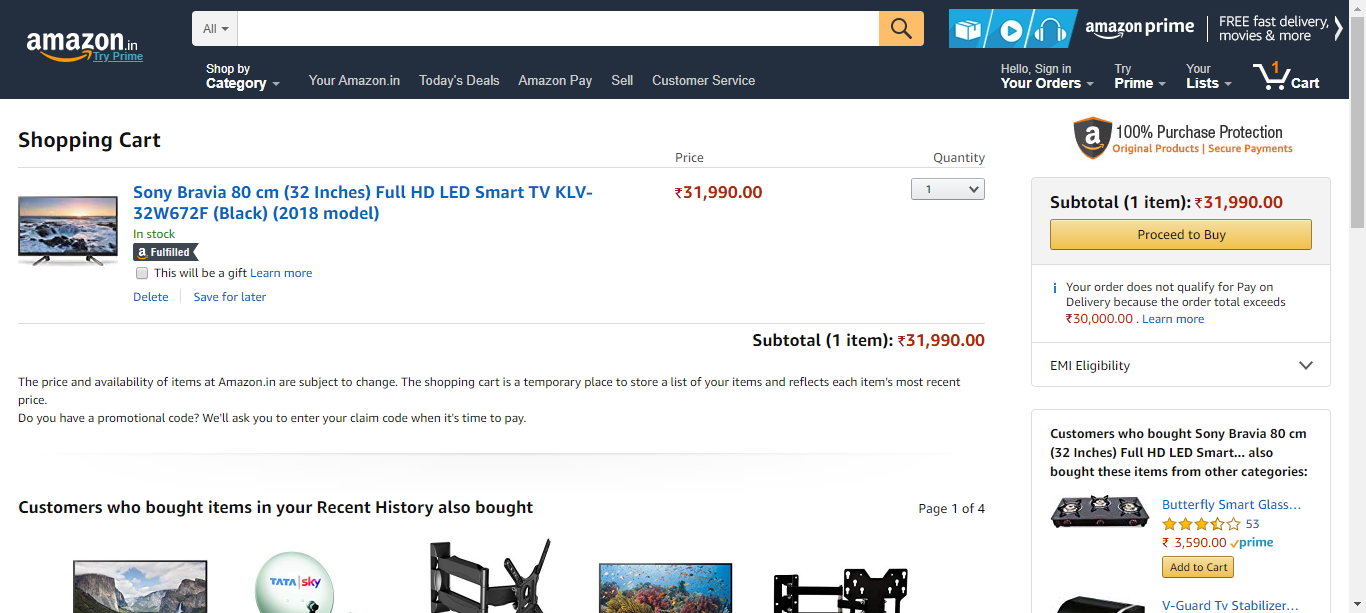 amazon.in
Try Prime
All
amazon prime
FREE fast delivery,
movies & more
Shop by
Category
Your Amazon.in
Today's Deals
Amazon Pay
Sell
Customer Service
Hello, Sign in
Your Orders
Try
Prime
Your
Lists
1
Cart
Shopping Cart
Price
Quantity
Sony Bravia 80 cm (32 Inches) Full HD LED Smart TV KLV-
32W672F (Black) (2018 model)
₹31,990.00
1
In stock
a Fulfilled
This will be a gift Learn more
Delete
Save for later
Subtotal (1 item): ₹31,990.00
The price and availability of items at Amazon.in are subject to change. The shopping cart is a temporary place to store a list of your items and reflects each item's most recent
price.
Do you have a promotional code? We'll ask you to enter your claim code when it's time to pay.
Customers who bought items in your Recent History also bought
Page 1 of 4
TATA sky
a
100% Purchase Protection
Original Products | Secure Payments
Subtotal (1 item): ₹31,990.00
Proceed to Buy
i Your order does not qualify for Pay on
Delivery because the order total exceeds
₹30,000.00 . Learn more
EMI Eligibility
Customers who bought Sony Bravia 80 cm
(32 Inches) Full HD LED Smart... also
bought these items from other categories:
Butterfly Smart Glass...
53
₹ 3,590.00 prime
Add to Cart
V-Guard Tv Stabilizer...